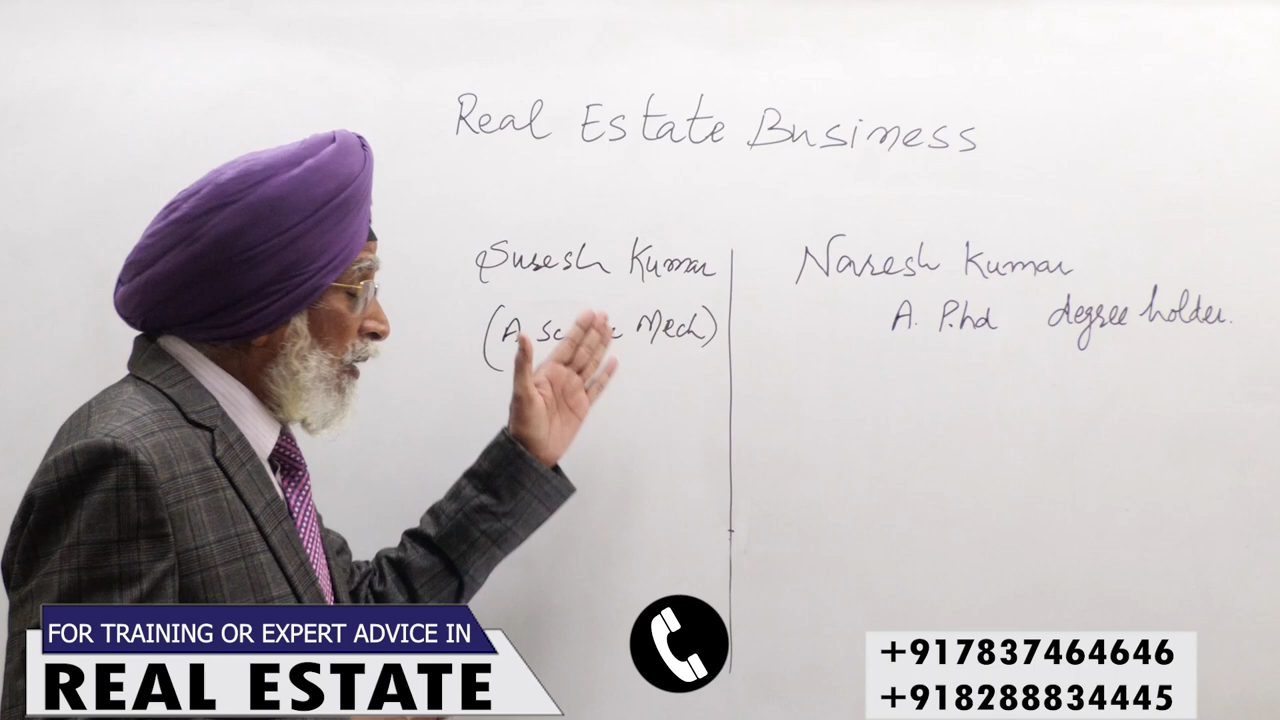 Real Estate Business
Suresh Kumar
(A Mech)
Naresh Kumar
A. P.hd degree holder.
FOR TRAINING OR EXPERT ADVICE IN
REAL ESTATE
+917837464646
+918288834445